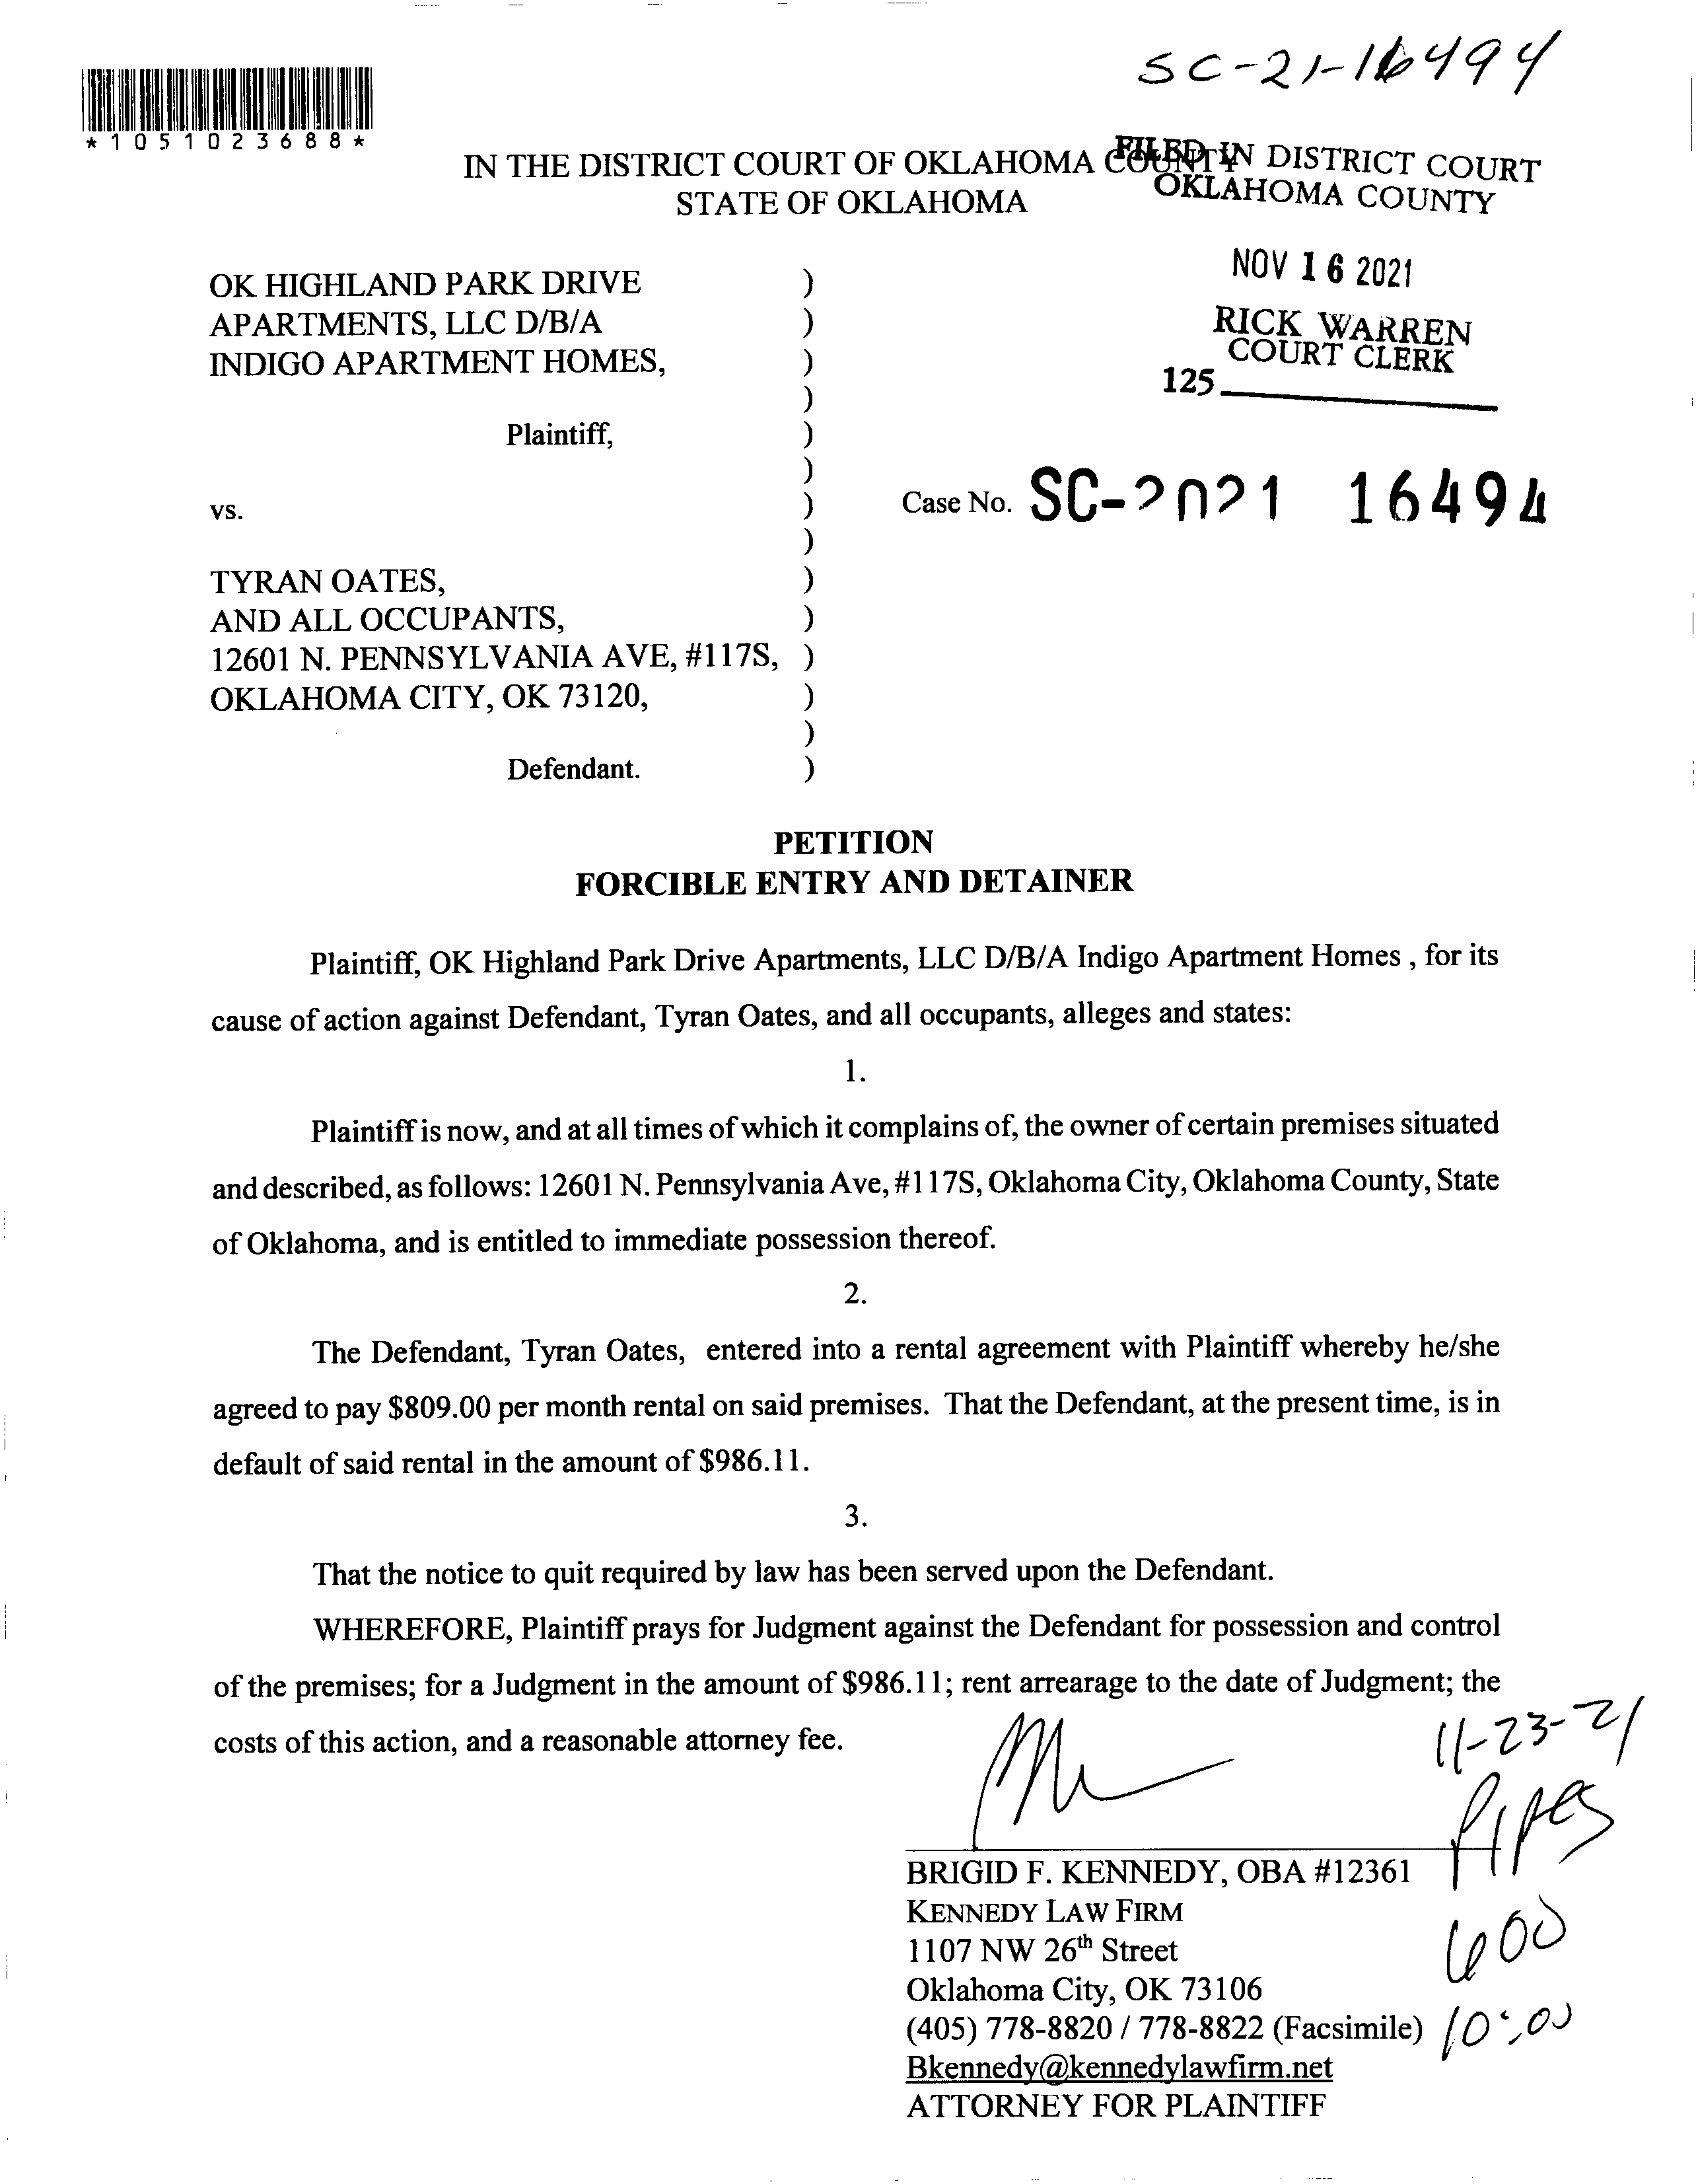 SC-21-16494
*1051023688*
IN THE DISTRICT COURT OF OKLAHOMA COUNTY
STATE OF OKLAHOMA
FILED IN DISTRICT COURT
OKLAHOMA COUNTY
NOV 16 2021
RICK WARREN
COURT CLERK
125
OK HIGHLAND PARK DRIVE )
APARTMENTS, LLC D/B/A )
INDIGO APARTMENT HOMES, )
)
Plaintiff, )
)
vs. ) Case No. SC-2021 16494
)
TYRAN OATES, )
AND ALL OCCUPANTS, )
12601 N. PENNSYLVANIA AVE, #117S, )
OKLAHOMA CITY, OK 73120, )
)
Defendant. )
PETITION
FORCIBLE ENTRY AND DETAINER
Plaintiff, OK Highland Park Drive Apartments, LLC D/B/A Indigo Apartment Homes , for its
cause of action against Defendant, Tyran Oates, and all occupants, alleges and states:
1.
Plaintiff is now, and at all times of which it complains of, the owner of certain premises situated
and described, as follows: 12601 N. Pennsylvania Ave, #117S, Oklahoma City, Oklahoma County, State
of Oklahoma, and is entitled to immediate possession thereof.
2.
The Defendant, Tyran Oates, entered into a rental agreement with Plaintiff whereby he/she
agreed to pay $809.00 per month rental on said premises. That the Defendant, at the present time, is in
default of said rental in the amount of $986.11.
3.
That the notice to quit required by law has been served upon the Defendant.
WHEREFORE, Plaintiff prays for Judgment against the Defendant for possession and control
of the premises; for a Judgment in the amount of $986.11; rent arrearage to the date of Judgment; the
costs of this action, and a reasonable attorney fee.
11-23-21
Pipes
600
10:00
BRIGID F. KENNEDY, OBA #12361
KENNEDY LAW FIRM
1107 NW 26th Street
Oklahoma City, OK 73106
(405) 778-8820 / 778-8822 (Facsimile)
Bkennedy@kennedylawfirm.net
ATTORNEY FOR PLAINTIFF